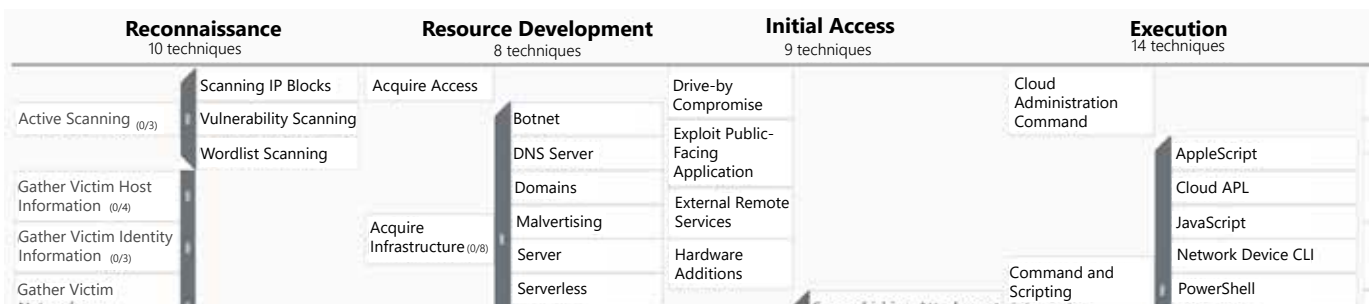 Reconnaissance
10 techniques
Resource Development
8 techniques
Initial Access
9 techniques
Execution
14 techniques
Active Scanning (0/3)
Scanning IP Blocks
Vulnerability Scanning
Wordlist Scanning
Gather Victim Host
Information (0/4)
Gather Victim Identity
Information (0/3)
Gather Victim
Acquire Access
Acquire
Infrastructure (0/8)
Botnet
DNS Server
Domains
Malvertising
Server
Serverless
Drive-by
Compromise
Exploit Public-
Facing
Application
External Remote
Services
Hardware
Additions
Cloud
Administration
Command
Command and
Scripting
AppleScript
Cloud APL
JavaScript
Network Device CLI
PowerShell